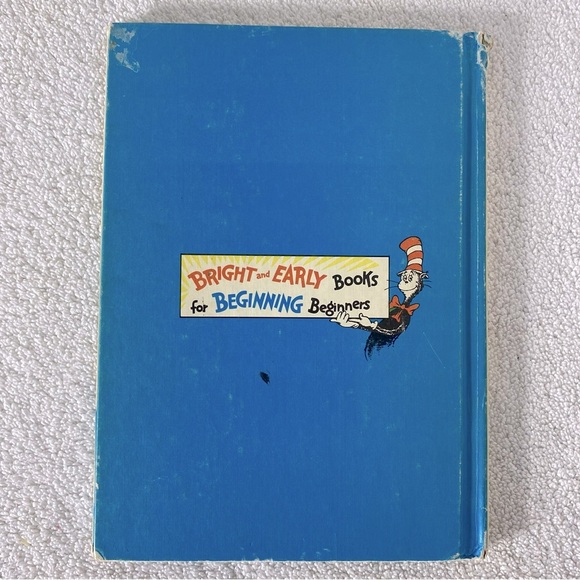 BRIGHT and EARLY BOOKS
for BEGINNING Beginners